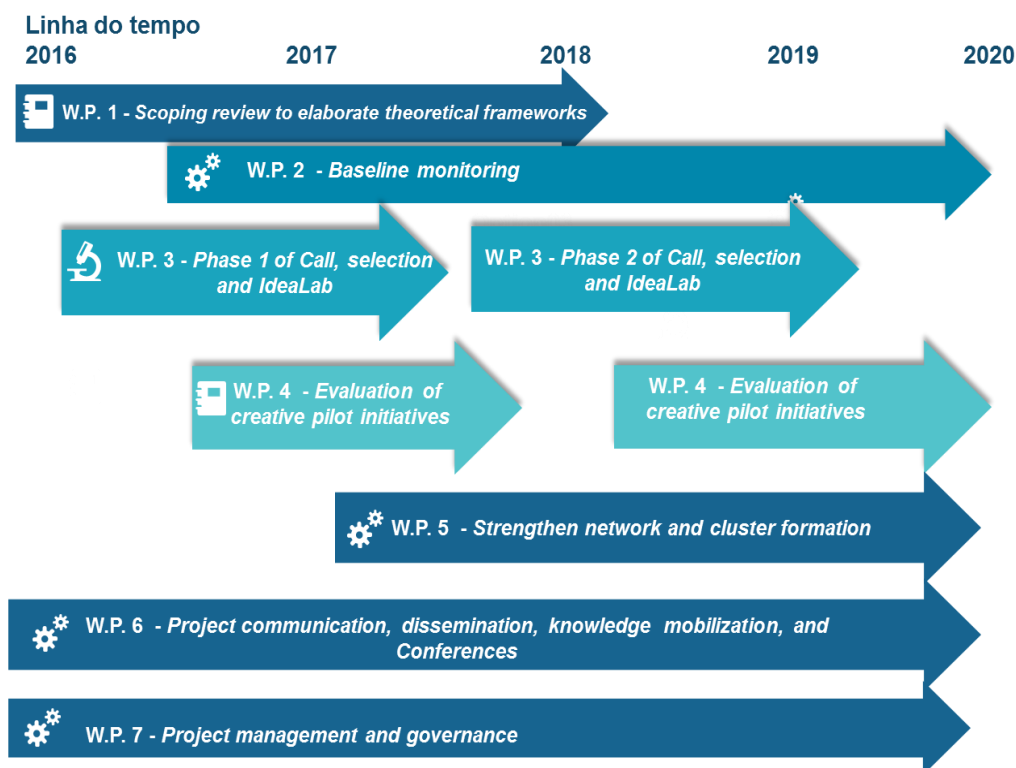 Linha do tempo
2016 2017 2018 2019 2020
W.P. 1 - Scoping review to elaborate theoretical frameworks
W.P. 2 - Baseline monitoring
W.P. 3 - Phase 1 of Call, selection
and IdeaLab
W.P. 3 - Phase 2 of Call, selection
and IdeaLab
W.P. 4 - Evaluation of
creative pilot initiatives
W.P. 4 - Evaluation of
creative pilot initiatives
W.P. 5 - Strengthen network and cluster formation
W.P. 6 - Project communication, dissemination, knowledge mobilization, and
Conferences
W.P. 7 - Project management and governance